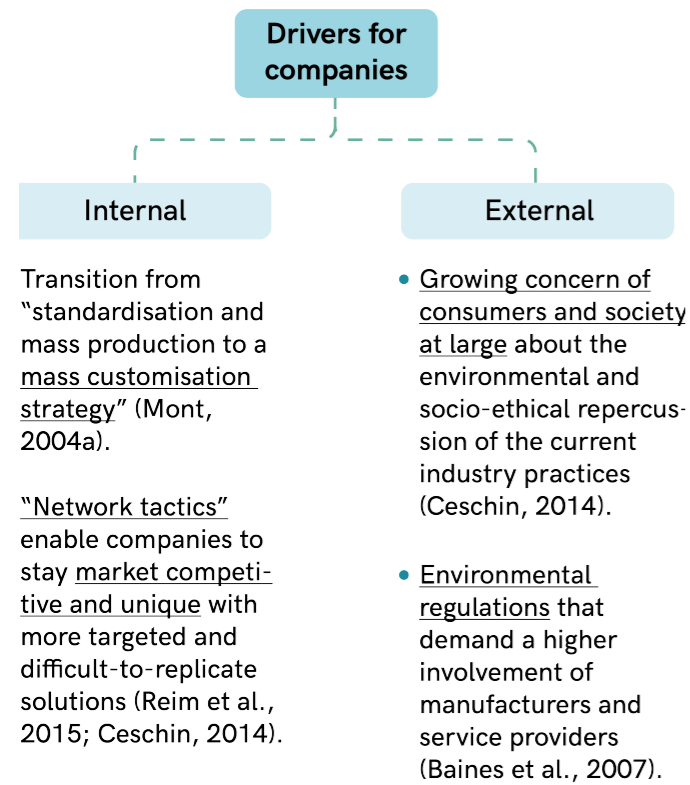 Drivers for
companies
Internal
Transition from
“standardisation and
mass production to a
mass customisation
strategy” (Mont,
2004a).
“Network tactics”
enable companies to
stay market competi-
tive and unique with
more targeted and
difficult-to-replicate
solutions (Reim et al.,
2015; Ceschin, 2014).
External
• Growing concern of
consumers and society
at large about the
environmental and
socio-ethical repercus-
sion of the current
industry practices
(Ceschin, 2014).
• Environmental
regulations that
demand a higher
involvement of
manufacturers and
service providers
(Baines et al., 2007).